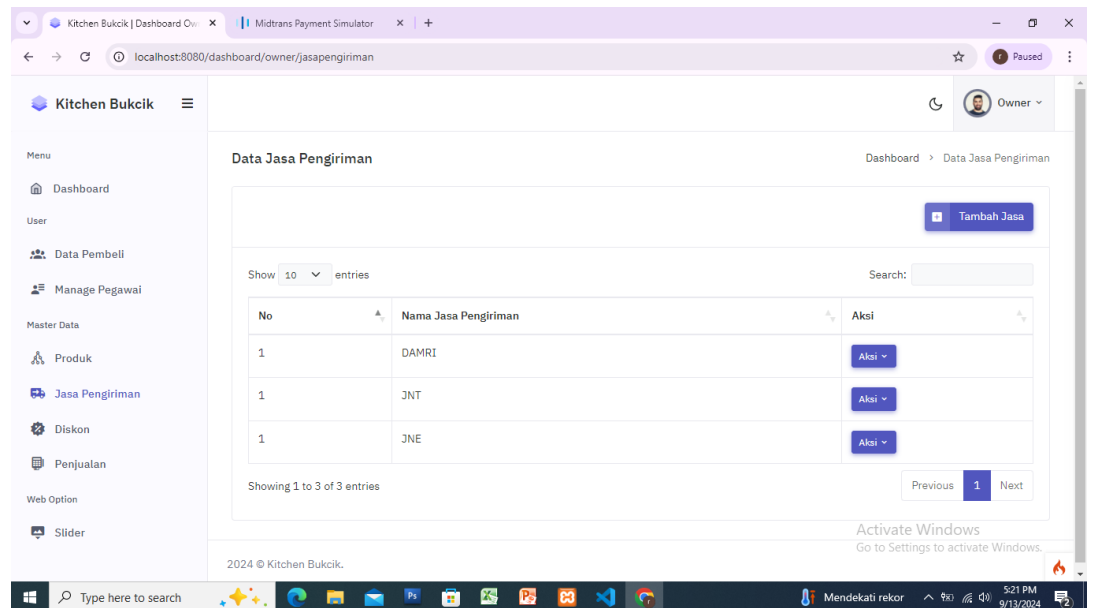 Kitchen Bukcik | Dashboard Ow
Midtrans Payment Simulator
localhost:8080/dashboard/owner/jasapengiriman
r Paused
Kitchen Bukcik
Owner
Menu
Data Jasa Pengiriman
Dashboard > Data Jasa Pengiriman
Dashboard
User
Tambah Jasa
Data Pembeli
Show 10 entries
Search:
Manage Pegawai
No Nama Jasa Pengiriman Aksi
Master Data
Produk
1 DAMRI Aksi
Jasa Pengiriman
1 JNT Aksi
Diskon
1 JNE Aksi
Penjualan
Showing 1 to 3 of 3 entries
Previous 1 Next
Web Option
Slider
Activate Windows
Go to Settings to activate Windows.
2024 © Kitchen Bukcik.
Type here to search
Ps
Mendekati rekor
5:21 PM
9/13/2024
2